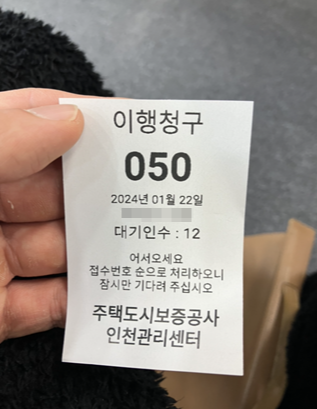 이행청구
050
2024년 01월 22일
대기인수 : 12
어서오세요
접수번호 순으로 처리하오니
잠시만 기다려 주십시오
주택도시보증공사
인천관리센터